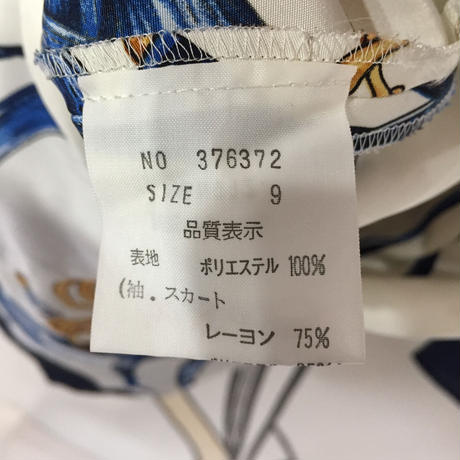 NO 376372
SIZE 9
品質表示
表地 ポリエステル 100%
(袖.スカート
レーヨン 75%